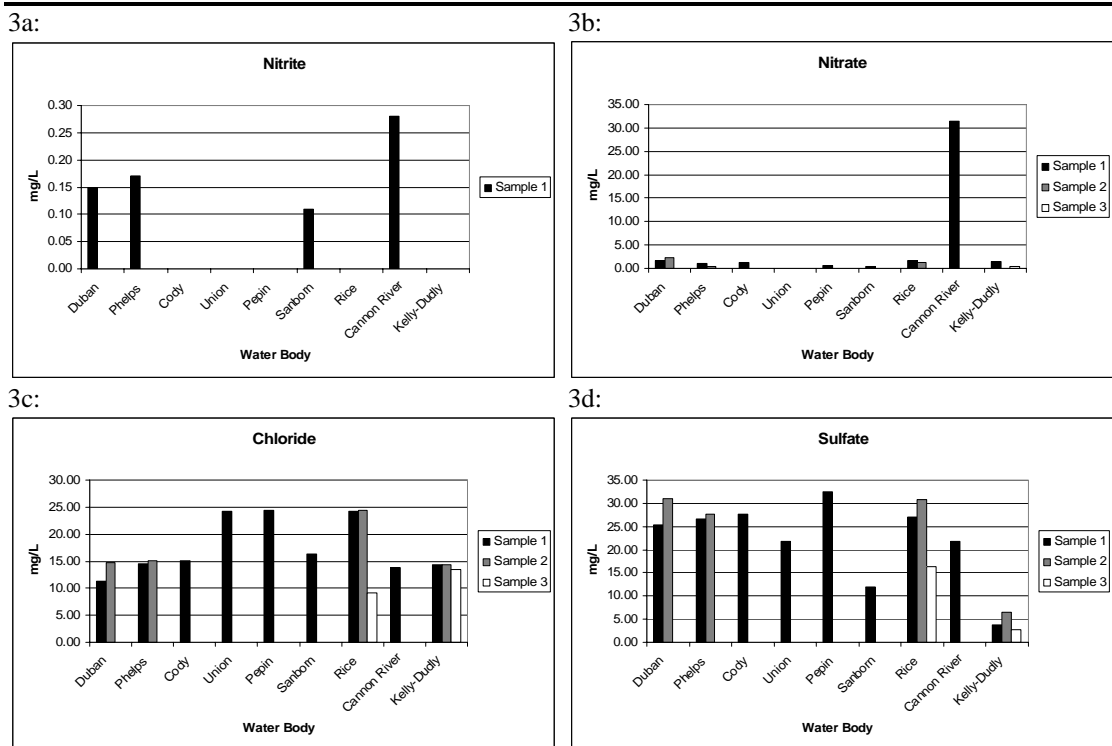 3a:
Nitrite
0.30
0.25
0.20
0.15
0.10
0.05
0.00
mg/L
Duban
Phelps
Cody
Union
Pepin
Sanborn
Rice
Cannon River
Kelly-Dudly
Water Body
Sample 1
3b:
Nitrate
35.00
30.00
25.00
20.00
15.00
10.00
5.00
0.00
mg/L
Duban
Phelps
Cody
Union
Pepin
Sanborn
Rice
Cannon River
Kelly-Dudly
Water Body
Sample 1
Sample 2
Sample 3
3c:
Chloride
30.00
25.00
20.00
15.00
10.00
5.00
0.00
mg/L
Duban
Phelps
Cody
Union
Pepin
Sanborn
Rice
Cannon River
Kelly-Dudly
Water Body
Sample 1
Sample 2
Sample 3
3d:
Sulfate
35.00
30.00
25.00
20.00
15.00
10.00
5.00
0.00
mg/L
Duban
Phelps
Cody
Union
Pepin
Sanborn
Rice
Cannon River
Kelly-Dudly
Water Body
Sample 1
Sample 2
Sample 3